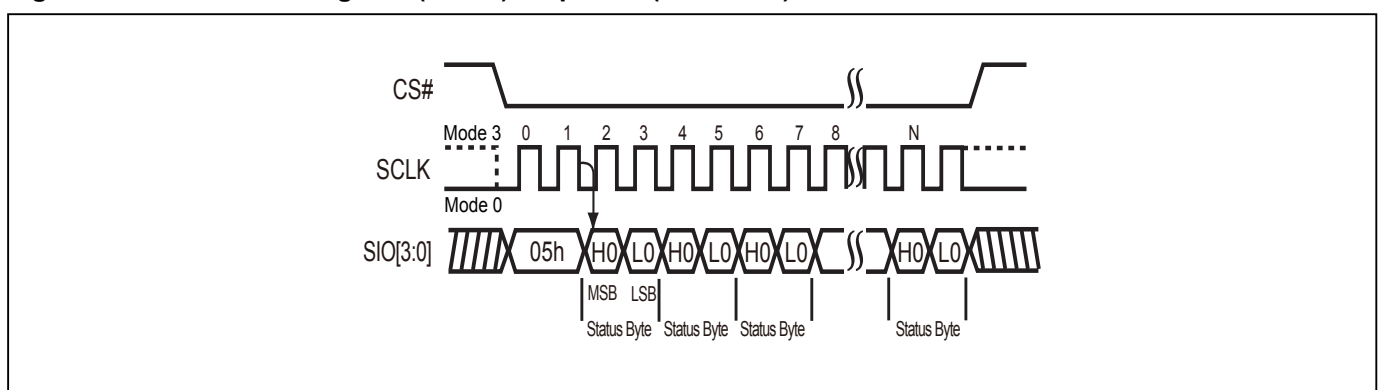 CS#
Mode 3 0 1 2 3 4 5 6 7 8 N
SCLK
Mode 0
SIO[3:0] 05h H0 L0 H0 L0 H0 L0 H0 L0
MSB LSB
Status Byte Status Byte Status Byte Status Byte